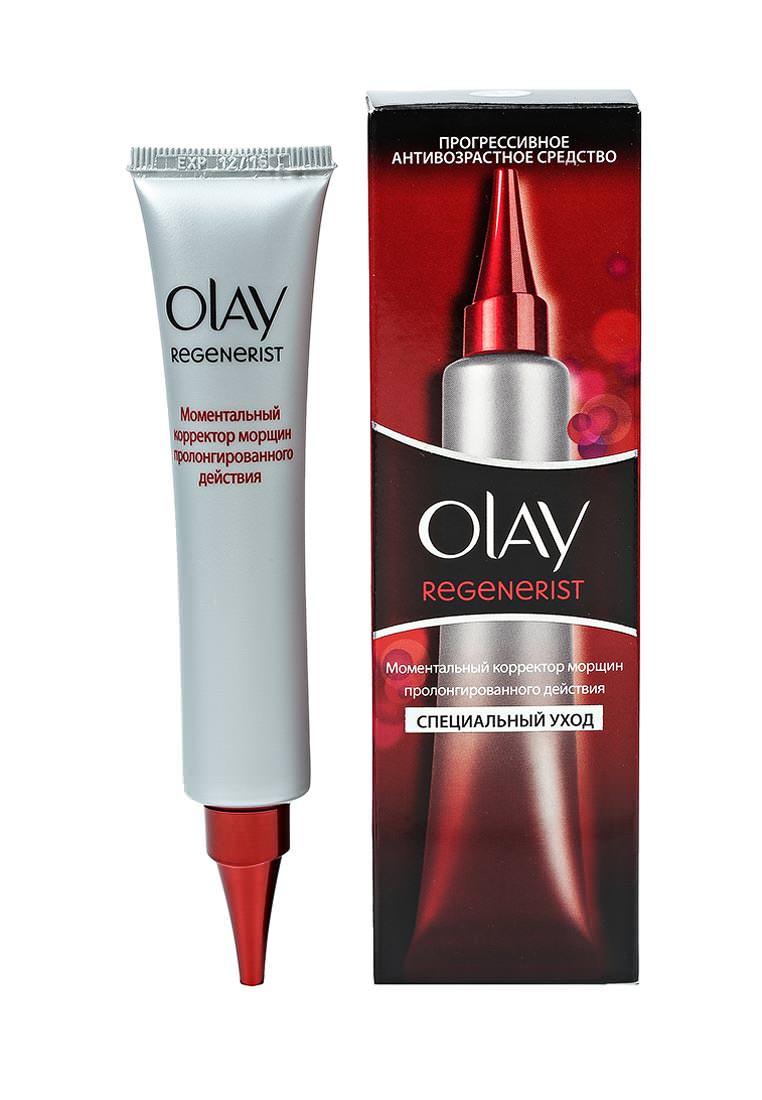 EXP 12/15
OLAY
REGENERIST
Моментальный
корректор морщин
пролонгированного
действия
ПРОГРЕССИВНОЕ
АНТИВОЗРАСТНОЕ СРЕДСТВО
OLAY
REGENERIST
Моментальный корректор морщин
пролонгированного действия
СПЕЦИАЛЬНЫЙ УХОД